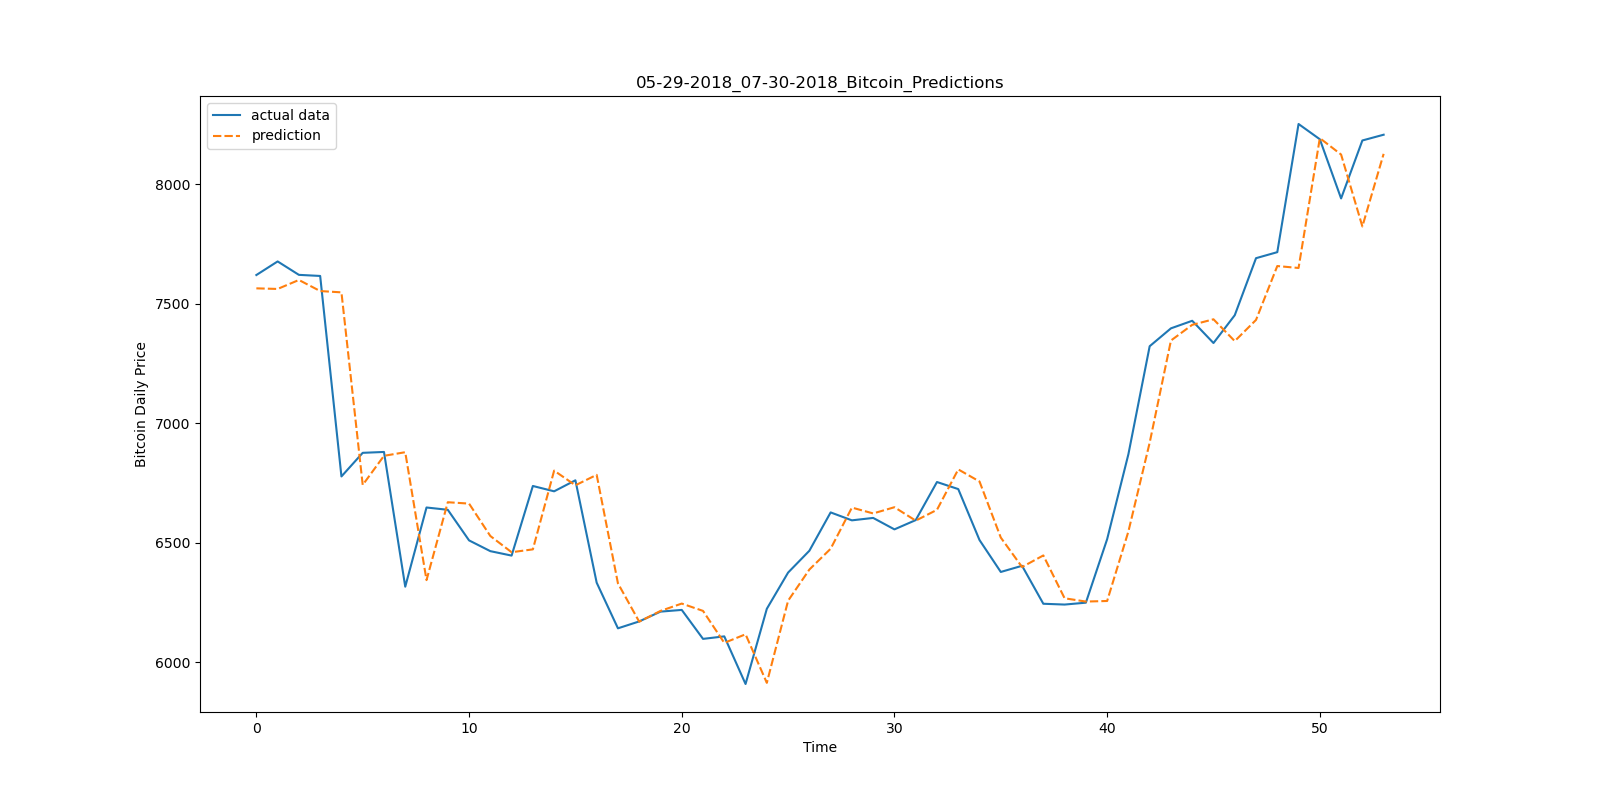 05-29-2018_07-30-2018_Bitcoin_Predictions
actual data
prediction
8000
7500
7000
6500
6000
Bitcoin Daily Price
0 10 20 30 40 50
Time